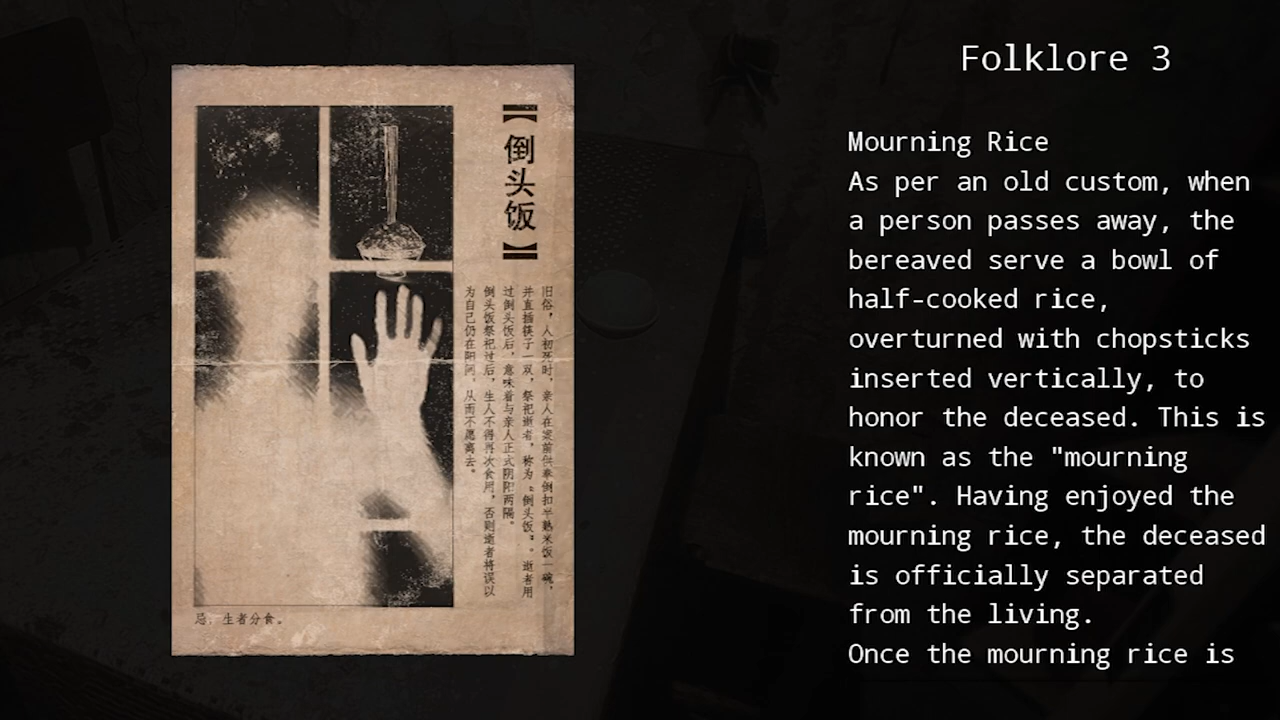 Folklore 3
【倒头饭】
旧俗，人初死时，亲人在灵前供奉倒扣半熟米饭一碗，
并直插筷子一双，祭祀逝者，称为“倒头饭”。逝者用
过倒头饭后，意味着与亲人正式阴阳两隔。
倒头饭祭祀过后，生人不得再次食用，否则逝者将误以
为自己仍在阳间，从而不愿离去。
忌：生者分食。
Mourning Rice
As per an old custom, when
a person passes away, the
bereaved serve a bowl of
half-cooked rice,
overturned with chopsticks
inserted vertically, to
honor the deceased. This is
known as the "mourning
rice". Having enjoyed the
mourning rice, the deceased
is officially separated
from the living.
Once the mourning rice is